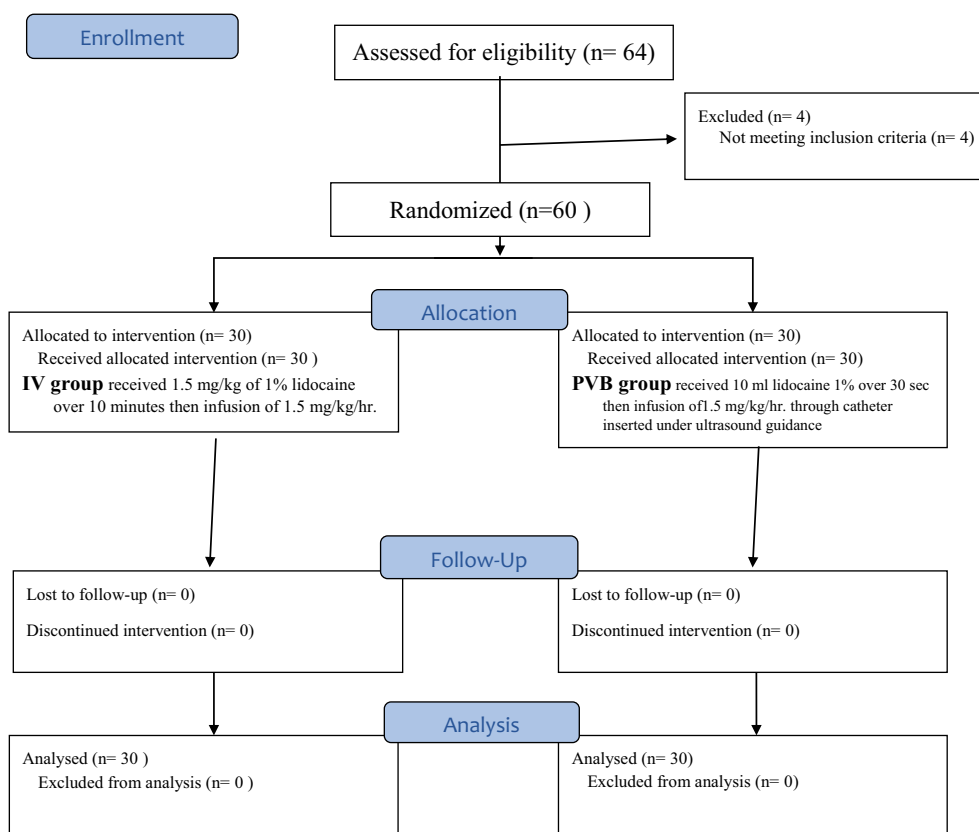 Enrollment
Assessed for eligibility (n= 64)
Excluded (n= 4)
Not meeting inclusion criteria (n= 4)
Randomized (n=60 )
Allocation
Allocated to intervention (n= 30)
Received allocated intervention (n= 30 )
IV group received 1.5 mg/kg of 1% lidocaine
over 10 minutes then infusion of 1.5 mg/kg/hr.
Allocated to intervention (n= 30)
Received allocated intervention (n= 30)
PVB group received 10 ml lidocaine 1% over 30 sec
then infusion of1.5 mg/kg/hr. through catheter
inserted under ultrasound guidance
Follow-Up
Lost to follow-up (n= 0)
Discontinued intervention (n= 0)
Lost to follow-up (n= 0)
Discontinued intervention (n= 0)
Analysis
Analysed (n= 30 )
Excluded from analysis (n= 0 )
Analysed (n= 30)
Excluded from analysis (n= 0)